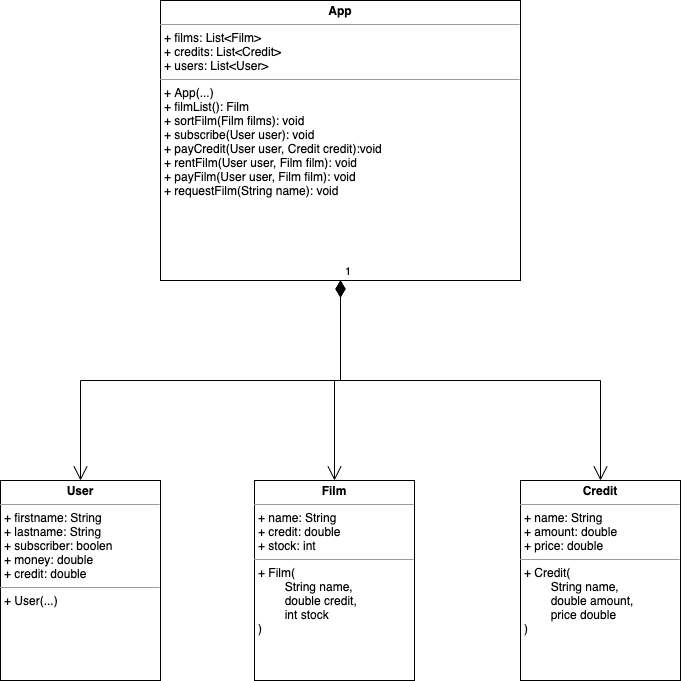 App
+ films: List<Film>
+ credits: List<Credit>
+ users: List<User>
+ App(...)
+ filmList(): Film
+ sortFilm(Film films): void
+ subscribe(User user): void
+ payCredit(User user, Credit credit):void
+ rentFilm(User user, Film film): void
+ payFilm(User user, Film film): void
+ requestFilm(String name): void
1
User
+ firstname: String
+ lastname: String
+ subscriber: boolen
+ money: double
+ credit: double
+ User(...)
Film
+ name: String
+ credit: double
+ stock: int
+ Film(
String name,
double credit,
int stock
)
Credit
+ name: String
+ amount: double
+ price: double
+ Credit(
String name,
double amount,
price double
)